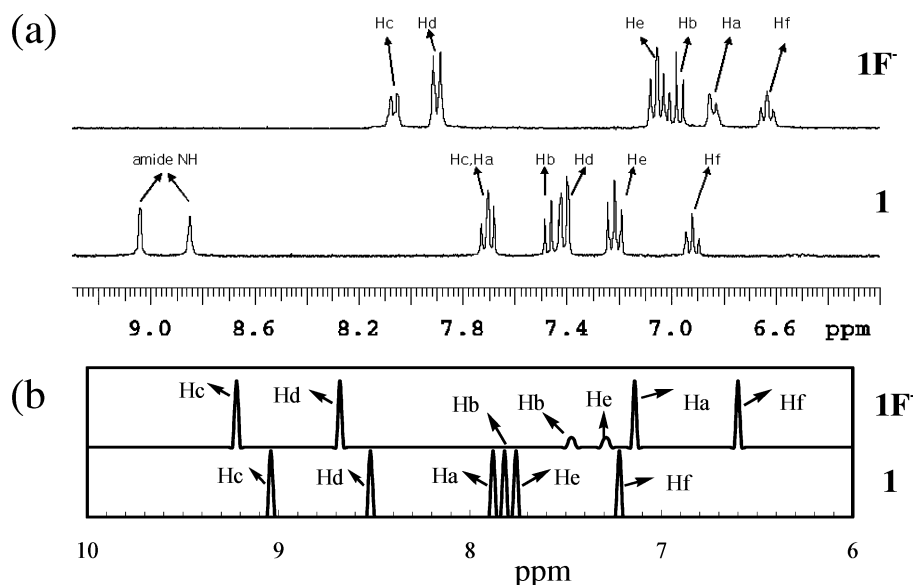 (a)
Hc Hd He Hb Ha Hf
1F-
amide NH Hc,Ha Hb Hd He Hf
1
9.0 8.6 8.2 7.8 7.4 7.0 6.6 ppm
(b
Hc Hd Hb Hb He Ha Hf
1F-
Hc Hd Ha He Hf
1
10 9 8 7 6
ppm